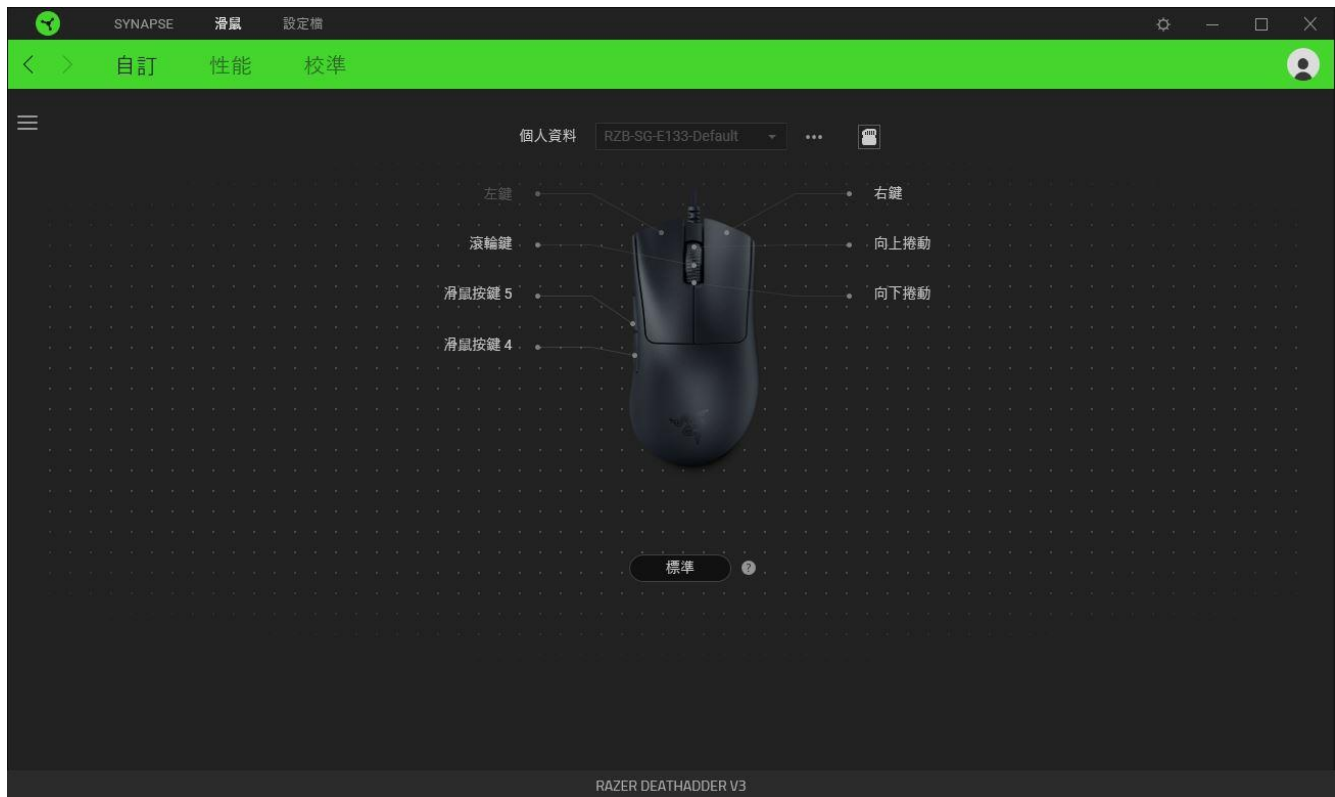 SYNAPSE 滑鼠 設定檔
自訂 性能 校準
個人資料 RZB-SG-E133-Default
左鍵 右鍵
滾輪鍵 向上捲動
滑鼠按鍵 5 向下捲動
滑鼠按鍵 4
標準 ?
RAZER DEATHADDER V3